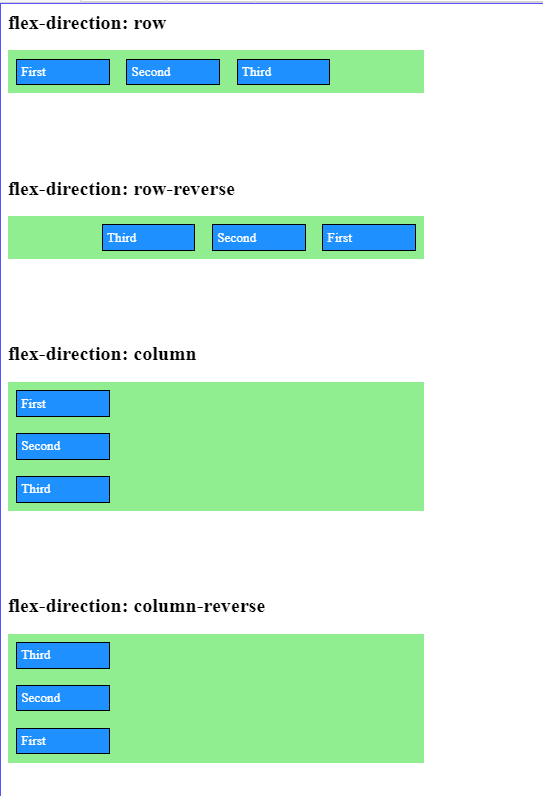 flex-direction: row
First Second Third
flex-direction: row-reverse
Third Second First
flex-direction: column
First
Second
Third
flex-direction: column-reverse
Third
Second
First